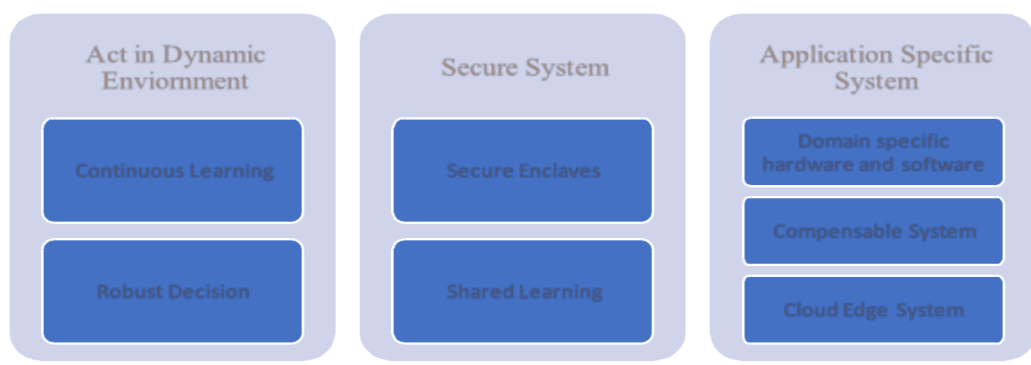 Act in Dynamic
Enviornment
Continuous Learning
Robust Decision
Secure System
Secure Enclaves
Shared Learning
Application Specific
System
Domain specific
hardware and software
Compensable System
Cloud Edge System